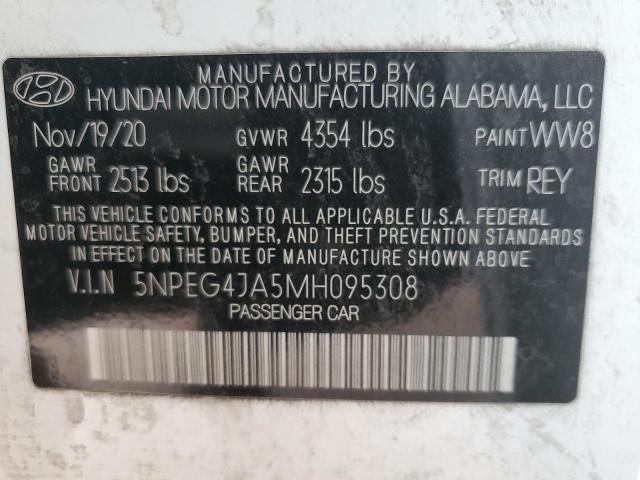 MANUFACTURED BY
HYUNDAI MOTOR MANUFACTURING ALABAMA, LLC
Nov/19/20 GVWR 4354 lbs PAINT WW8
GAWR FRONT 2513 lbs GAWR REAR 2315 lbs TRIM REY
THIS VEHICLE CONFORMS TO ALL APPLICABLE U.S.A. FEDERAL
MOTOR VEHICLE SAFETY, BUMPER, AND THEFT PREVENTION STANDARDS
IN EFFECT ON THE DATE OF MANUFACTURE SHOWN ABOVE.
V.I.N 5NPEG4JA5MH095308
PASSENGER CAR